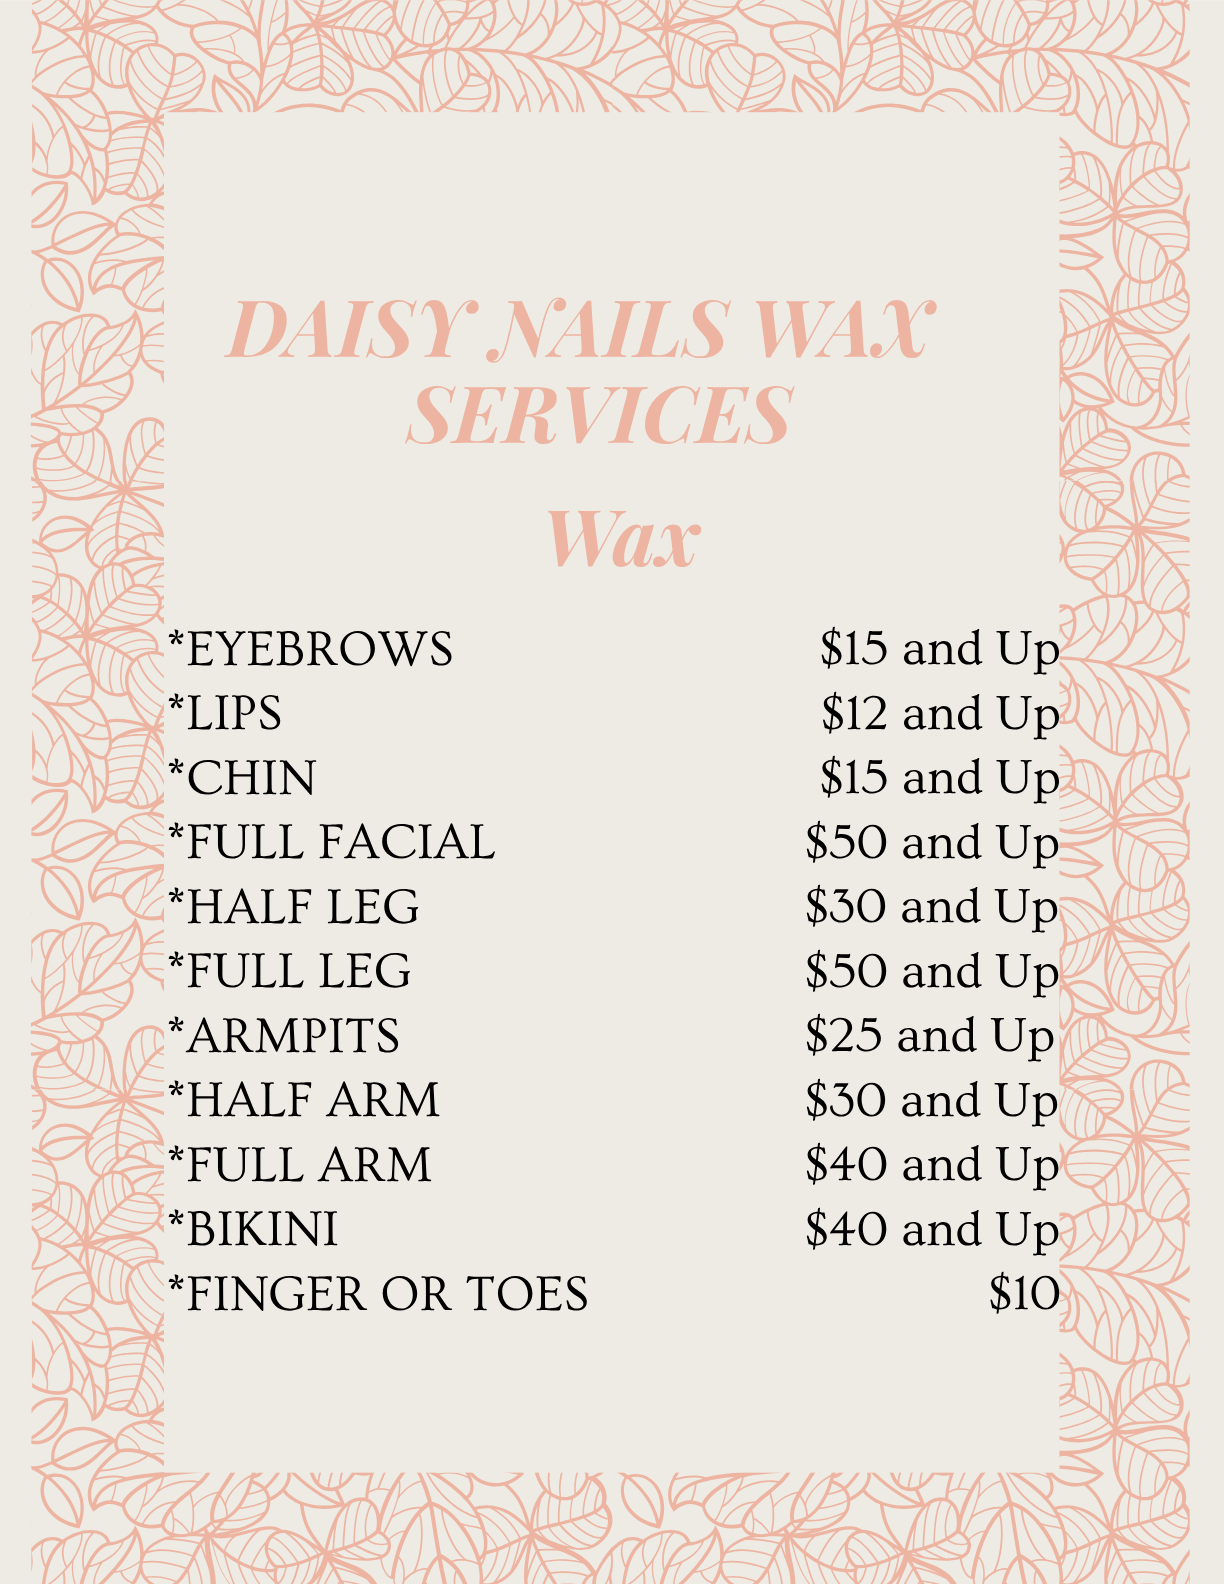 DAISY NAILS WAX
SERVICES
Wax
*EYEBROWS $15 and Up
*LIPS $12 and Up
*CHIN $15 and Up
*FULL FACIAL $50 and Up
*HALF LEG $30 and Up
*FULL LEG $50 and Up
*ARMPITS $25 and Up
*HALF ARM $30 and Up
*FULL ARM $40 and Up
*BIKINI $40 and Up
*FINGER OR TOES $10